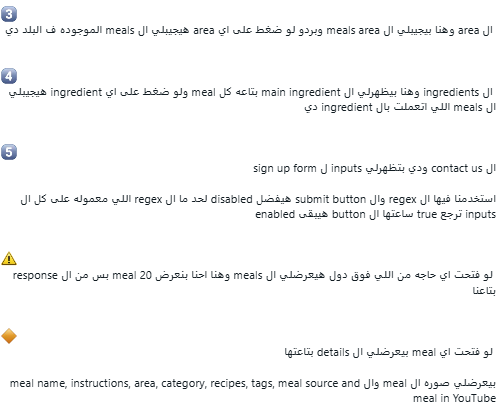 3
ال area وهنا بيجيبلي ال meals area وبردو لو ضغط على اي area هيجيبلي ال meals الموجوده ف البلد دي
4
ال ingredients وهنا بيظهرلي ال main ingredient بتاعه كل meal ولو ضغط على اي ingredient هيجيبلي
ال meals اللي اتعملت بال ingredient دي
5
ال contact us ودي بتظهرلي inputs ل sign up form
استخدمنا فيها ال regex وال submit button هيفضل disabled لحد ما ال regex اللي معموله على كل ال
inputs ترجع true ساعتها ال button هيبقى enabled
لو فتحت اي حاجه من اللي فوق دول هيعرضلي ال meals وهنا احنا بنعرض 20 meal بس من ال response
بتاعنا
لو فتحت اي meal بيعرضلي ال details بتاعتها
بيعرضلي صوره ال meal وال meal name, instructions, area, category, recipes, tags, meal source and
meal in YouTube